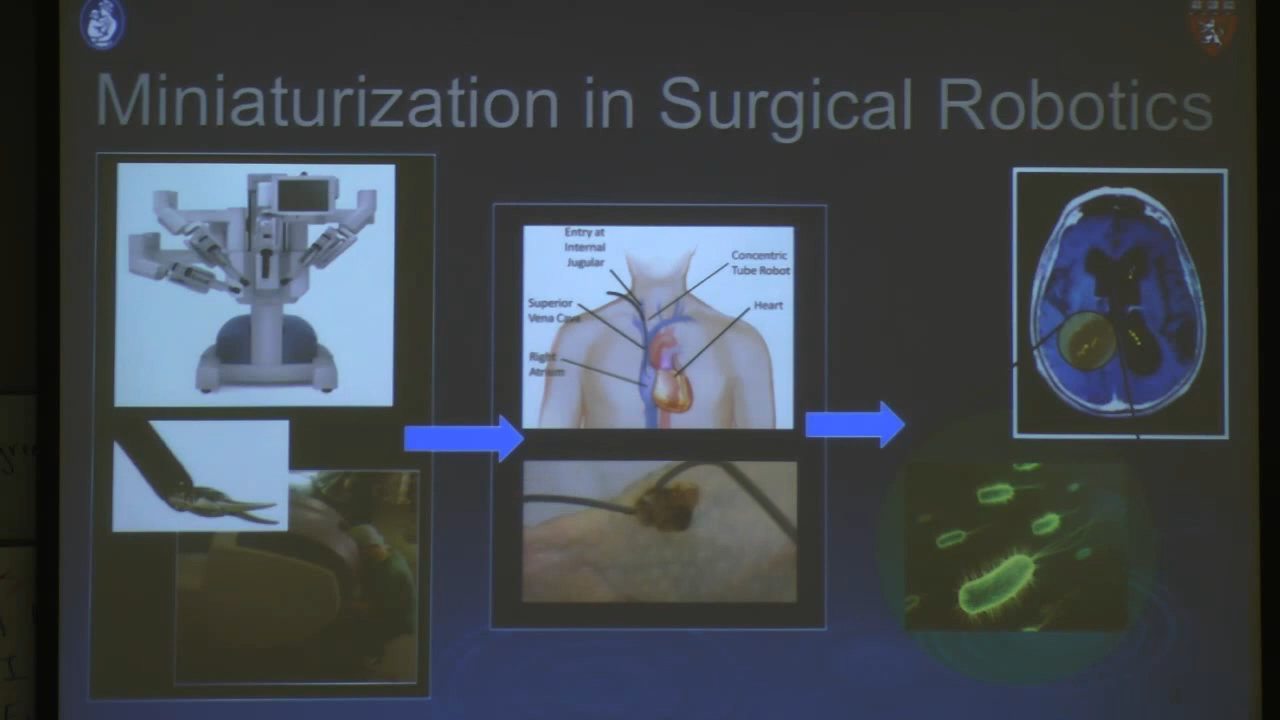 Miniaturization in Surgical Robotics
Entry at
Internal
Jugular
Concentric
Tube Robot
Superior
Vena Cava
Heart
Right
Atrium